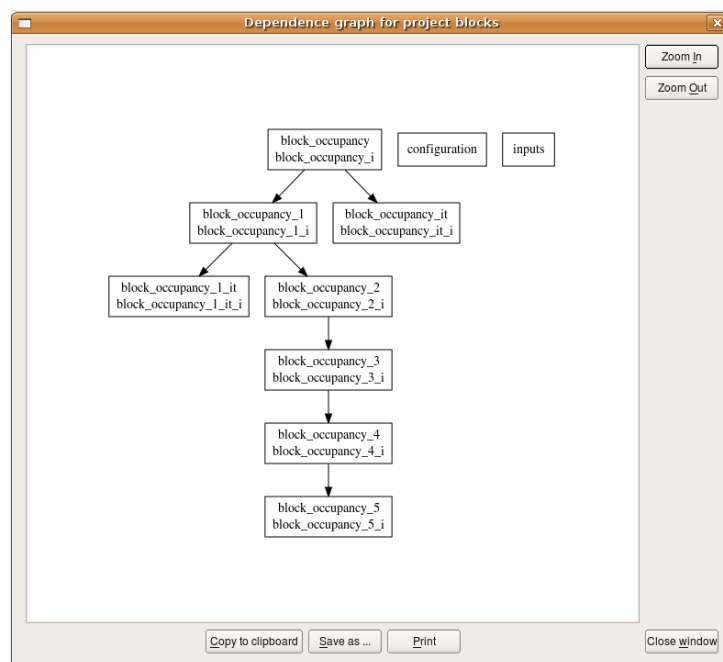 Dependence graph for project blocks
Zoom In
Zoom Out
block_occupancy
block_occupancy_i
configuration
inputs
block_occupancy_1
block_occupancy_1_i
block_occupancy_it
block_occupancy_it_i
block_occupancy_1_it
block_occupancy_1_it_i
block_occupancy_2
block_occupancy_2_i
block_occupancy_3
block_occupancy_3_i
block_occupancy_4
block_occupancy_4_i
block_occupancy_5
block_occupancy_5_i
Copy to clipboard
Save as ...
Print
Close window